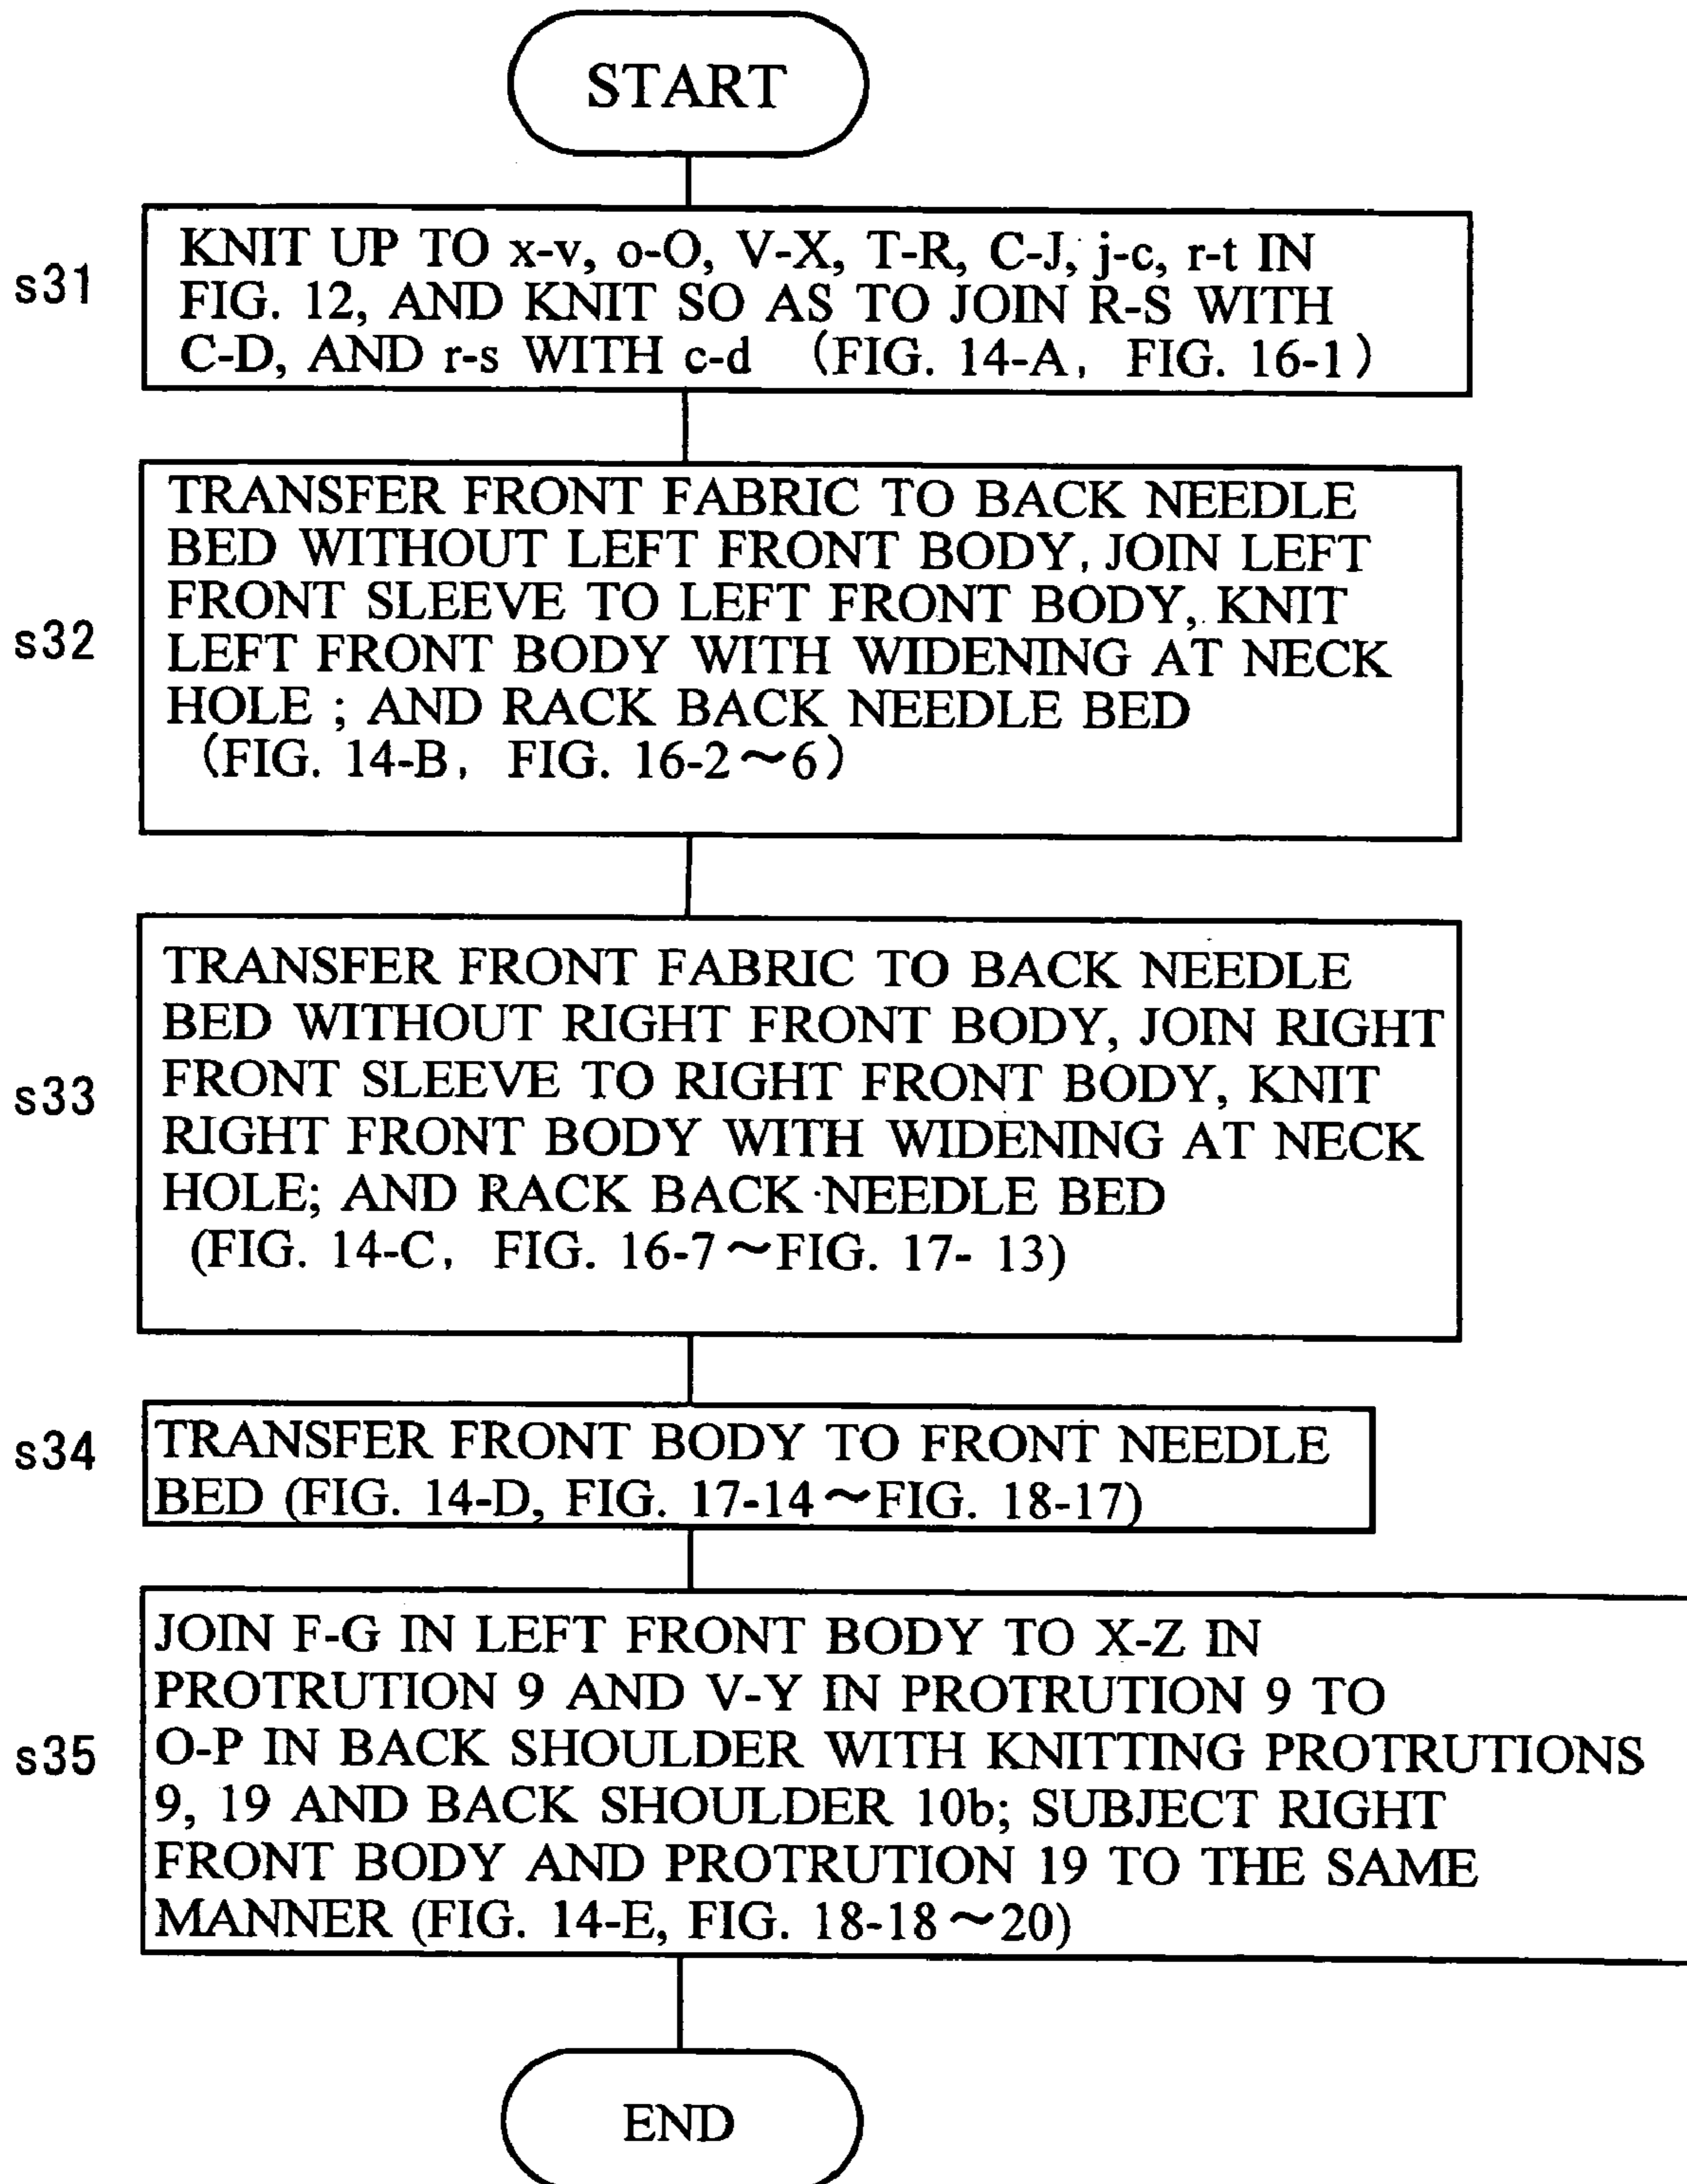 START
s31
KNIT UP TO x-v, o-O, V-X, T-R, C-J, j-c, r-t IN
FIG. 12, AND KNIT SO AS TO JOIN R-S WITH
C-D, AND r-s WITH c-d (FIG. 14-A, FIG. 16-1)
s32
TRANSFER FRONT FABRIC TO BACK NEEDLE
BED WITHOUT LEFT FRONT BODY, JOIN LEFT
FRONT SLEEVE TO LEFT FRONT BODY, KNIT
LEFT FRONT BODY WITH WIDENING AT NECK
HOLE ; AND RACK BACK NEEDLE BED
(FIG. 14-B, FIG. 16-2~6)
s33
TRANSFER FRONT FABRIC TO BACK NEEDLE
BED WITHOUT RIGHT FRONT BODY, JOIN RIGHT
FRONT SLEEVE TO RIGHT FRONT BODY, KNIT
RIGHT FRONT BODY WITH WIDENING AT NECK
HOLE; AND RACK BACK NEEDLE BED
(FIG. 14-C, FIG. 16-7~FIG. 17- 13)
s34
TRANSFER FRONT BODY TO FRONT NEEDLE
BED (FIG. 14-D, FIG. 17-14~FIG. 18-17)
s35
JOIN F-G IN LEFT FRONT BODY TO X-Z IN
PROTRUTION 9 AND V-Y IN PROTRUTION 9 TO
O-P IN BACK SHOULDER WITH KNITTING PROTRUTIONS
9, 19 AND BACK SHOULDER 10b; SUBJECT RIGHT
FRONT BODY AND PROTRUTION 19 TO THE SAME
MANNER (FIG. 14-E, FIG. 18-18~20)
END